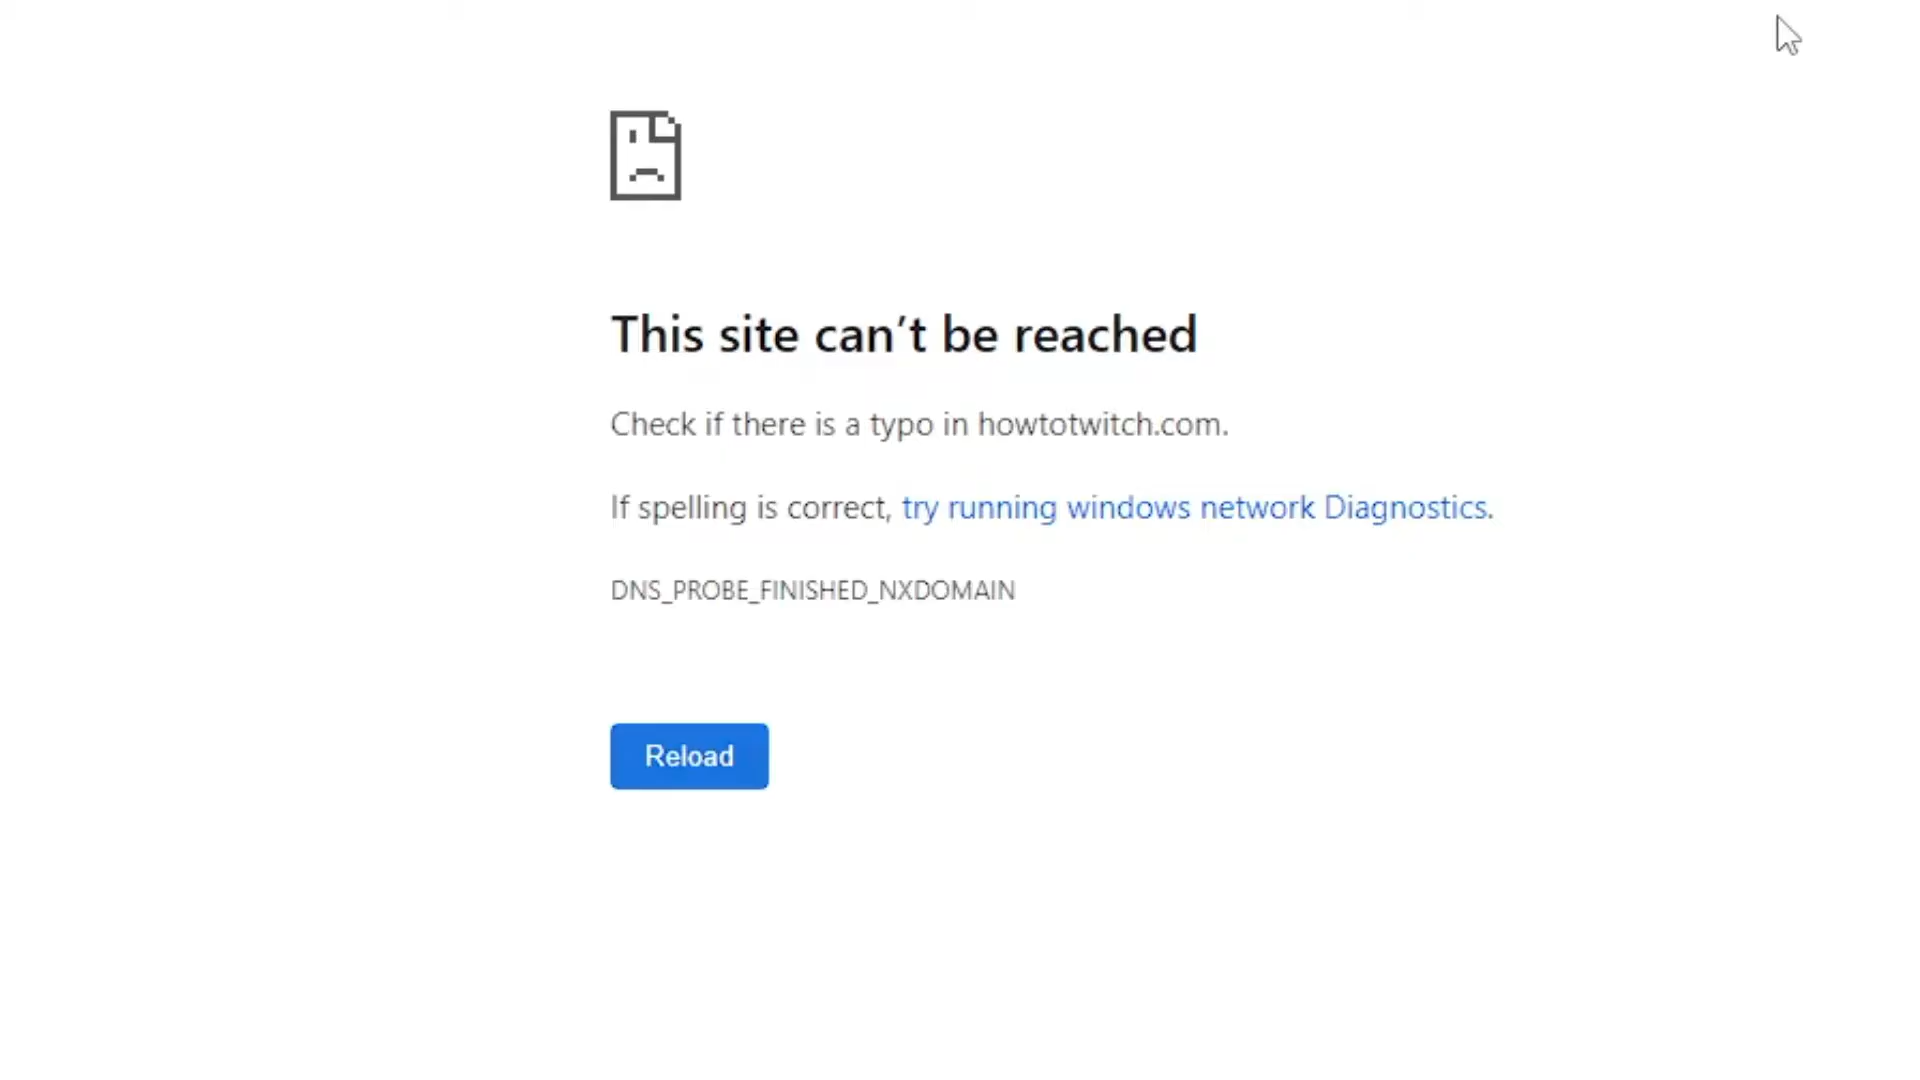 This site can’t be reached
Check if there is a typo in howtotwitch.com.
If spelling is correct, try running windows network Diagnostics.
DNS_PROBE_FINISHED_NXDOMAIN
Reload